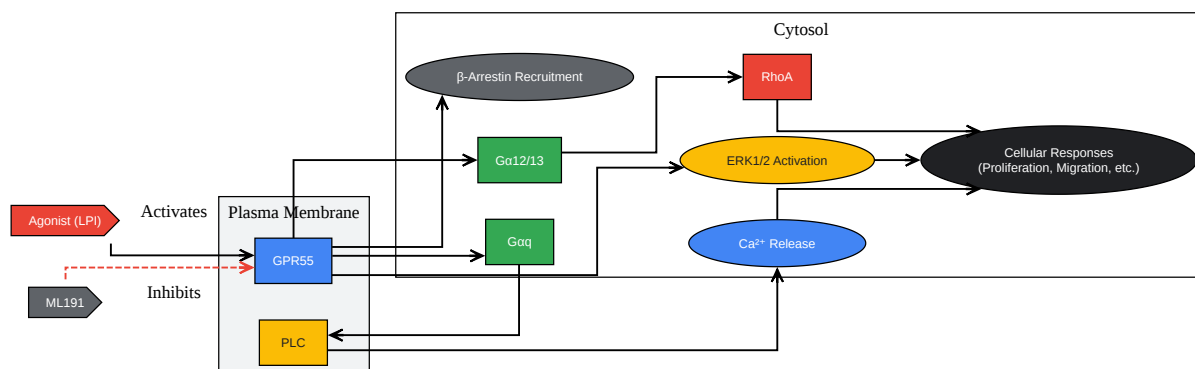 Cytosol
β-Arrestin Recruitment
RhoA
Gα12/13
ERK1/2 Activation
Cellular Responses
(Proliferation, Migration, etc.)
Agonist (LPI)
Activates
Plasma Membrane
GPR55
Gαq
Ca²⁺ Release
ML191
Inhibits
PLC